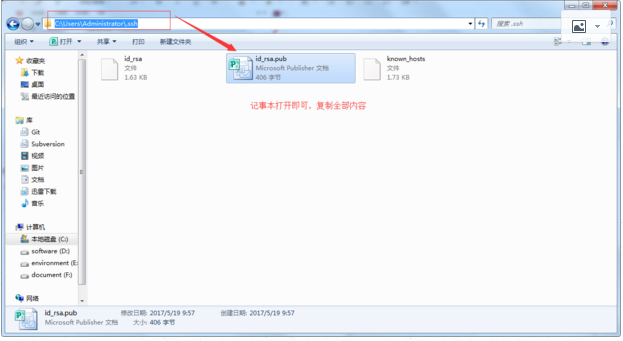 C:\Users\Administrator\.ssh
搜索 .ssh
组织 打开 共享 打印 新建文件夹
收藏夹
下载
桌面
最近访问的位置
库
Git
Subversion
视频
图片
文档
迅雷下载
音乐
计算机
本地磁盘 (C:)
software (D:)
environment (E:
document (F:)
网络
id_rsa
文件
1.63 KB
id_rsa.pub
Microsoft Publisher 文档
406 字节
known_hosts
文件
1.73 KB
记事本打开即可，复制全部内容
id_rsa.pub 修改日期: 2017/5/19 9:57 创建日期: 2017/5/19 9:57
Microsoft Publisher 文档 大小: 406 字节